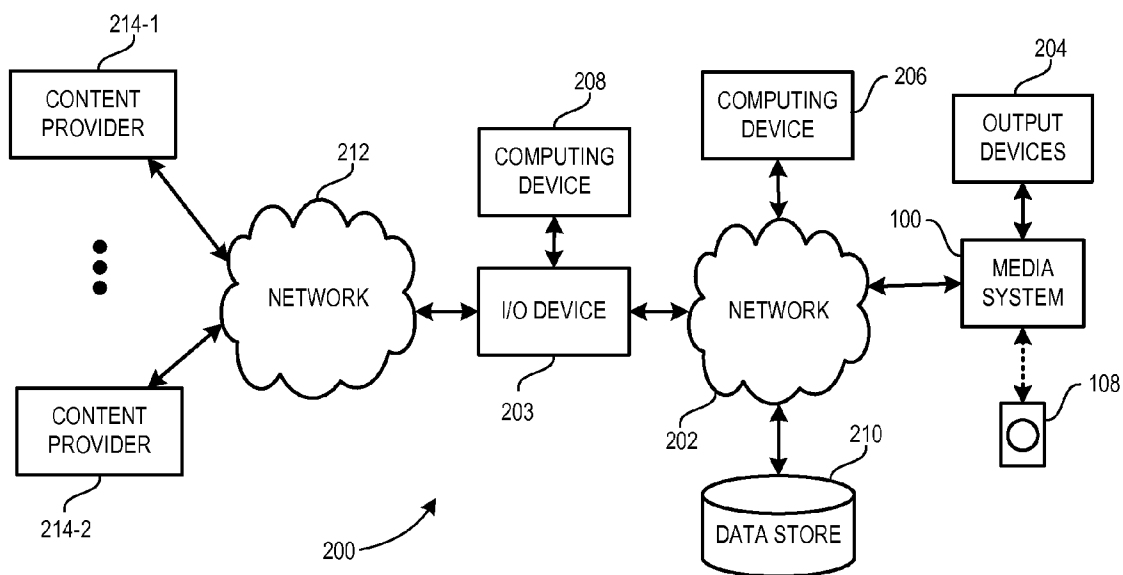 214-1
CONTENT
PROVIDER
208
COMPUTING
DEVICE
206
COMPUTING
DEVICE
204
OUTPUT
DEVICES
212
NETWORK
I/O DEVICE
203
NETWORK
202
100
MEDIA
SYSTEM
108
CONTENT
PROVIDER
214-2
200
210
DATA STORE